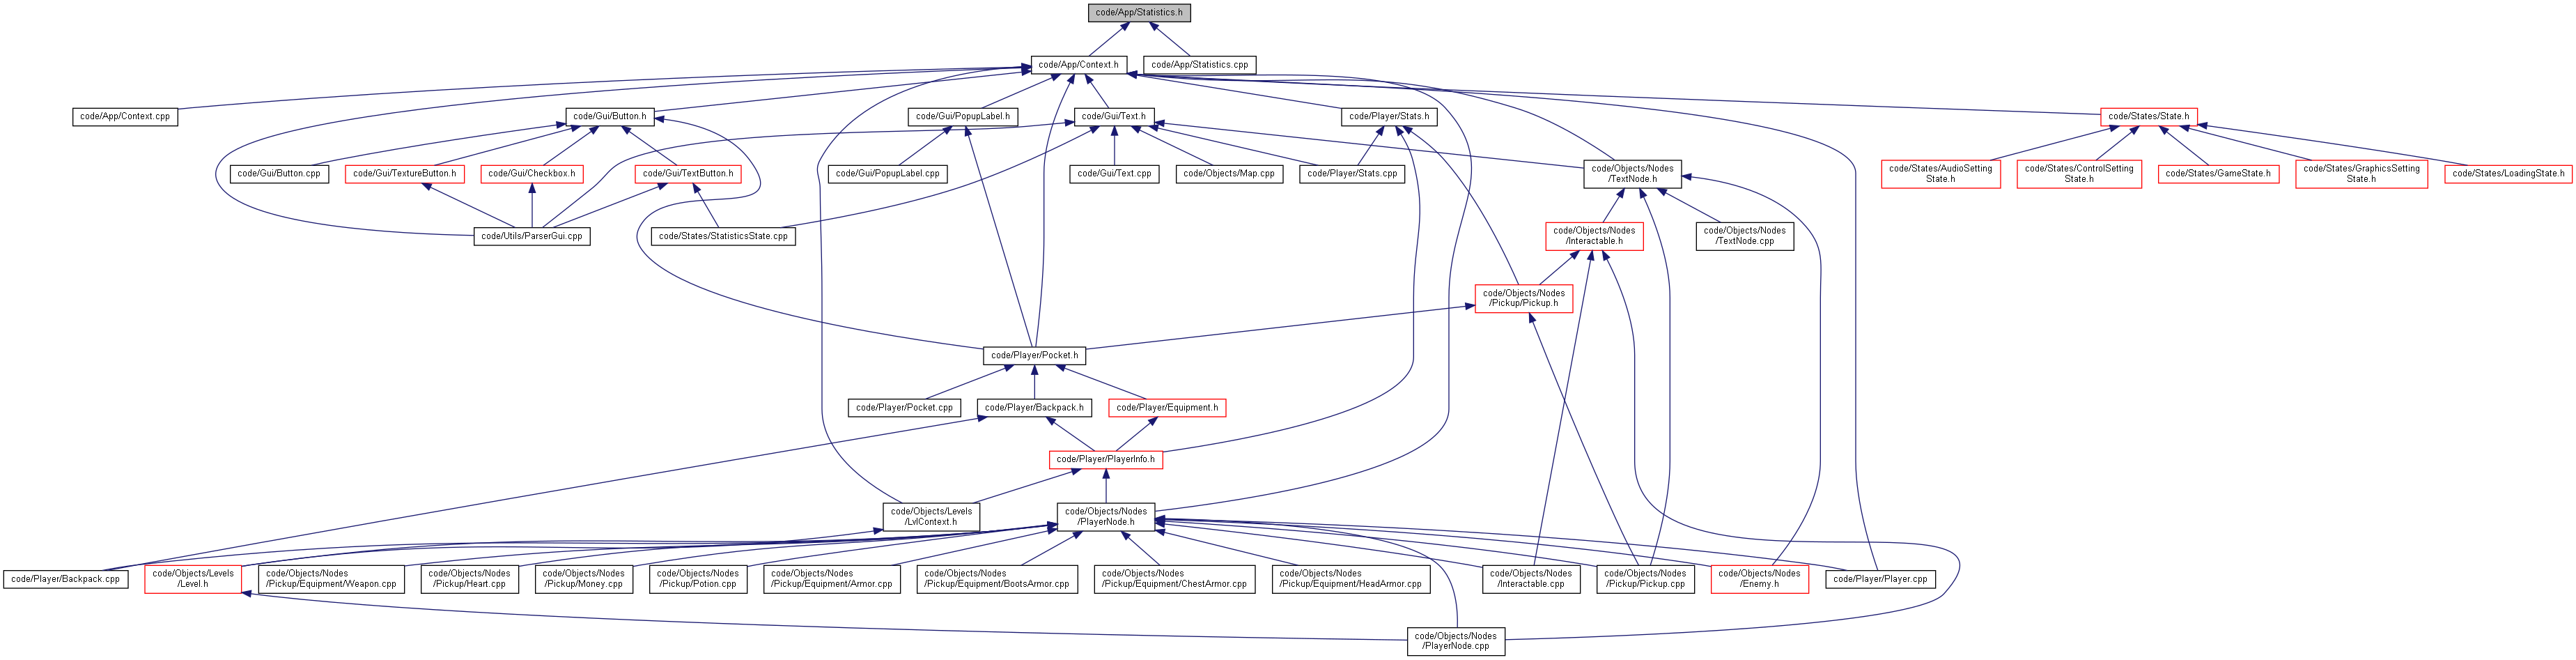 code/App/Statistics.h
code/App/Context.h
code/App/Statistics.cpp
code/App/Context.cpp
code/Gui/Button.h
code/Gui/PopupLabel.h
code/Gui/Text.h
code/Player/Stats.h
code/States/State.h
code/Gui/Button.cpp
code/Gui/TextureButton.h
code/Gui/Checkbox.h
code/Gui/TextButton.h
code/Gui/PopupLabel.cpp
code/Gui/Text.cpp
code/Objects/Map.cpp
code/Player/Stats.cpp
code/Objects/Nodes
/TextNode.h
code/States/AudioSetting
State.h
code/States/ControlSetting
State.h
code/States/GameState.h
code/States/GraphicsSetting
State.h
code/States/LoadingState.h
code/Utils/ParserGui.cpp
code/States/StatisticsState.cpp
code/Objects/Nodes
/Interactable.h
code/Objects/Nodes
/TextNode.cpp
code/Objects/Nodes
/Pickup/Pickup.h
code/Player/Pocket.h
code/Player/Pocket.cpp
code/Player/Backpack.h
code/Player/Equipment.h
code/Player/PlayerInfo.h
code/Objects/Levels
/LvlContext.h
code/Objects/Nodes
/PlayerNode.h
code/Player/Backpack.cpp
code/Objects/Levels
/Level.h
code/Objects/Nodes
/Pickup/Equipment/Weapon.cpp
code/Objects/Nodes
/Pickup/Heart.cpp
code/Objects/Nodes
/Pickup/Money.cpp
code/Objects/Nodes
/Pickup/Potion.cpp
code/Objects/Nodes
/Pickup/Equipment/Armor.cpp
code/Objects/Nodes
/Pickup/Equipment/BootsArmor.cpp
code/Objects/Nodes
/Pickup/Equipment/ChestArmor.cpp
code/Objects/Nodes
/Pickup/Equipment/HeadArmor.cpp
code/Objects/Nodes
/Interactable.cpp
code/Objects/Nodes
/Pickup/Pickup.cpp
code/Objects/Nodes
/Enemy.h
code/Player/Player.cpp
code/Objects/Nodes
/PlayerNode.cpp